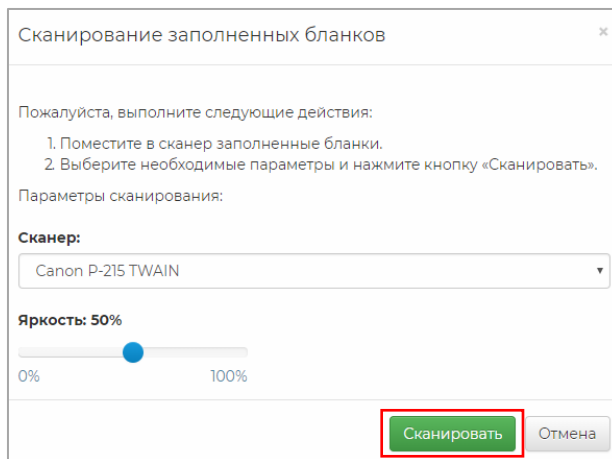 Сканирование заполненных бланков ×
Пожалуйста, выполните следующие действия:
1. Поместите в сканер заполненные бланки.
2. Выберите необходимые параметры и нажмите кнопку «Сканировать».
Параметры сканирования:
Сканер:
Canon P-215 TWAIN
Яркость: 50%
0% 100%
Сканировать Отмена